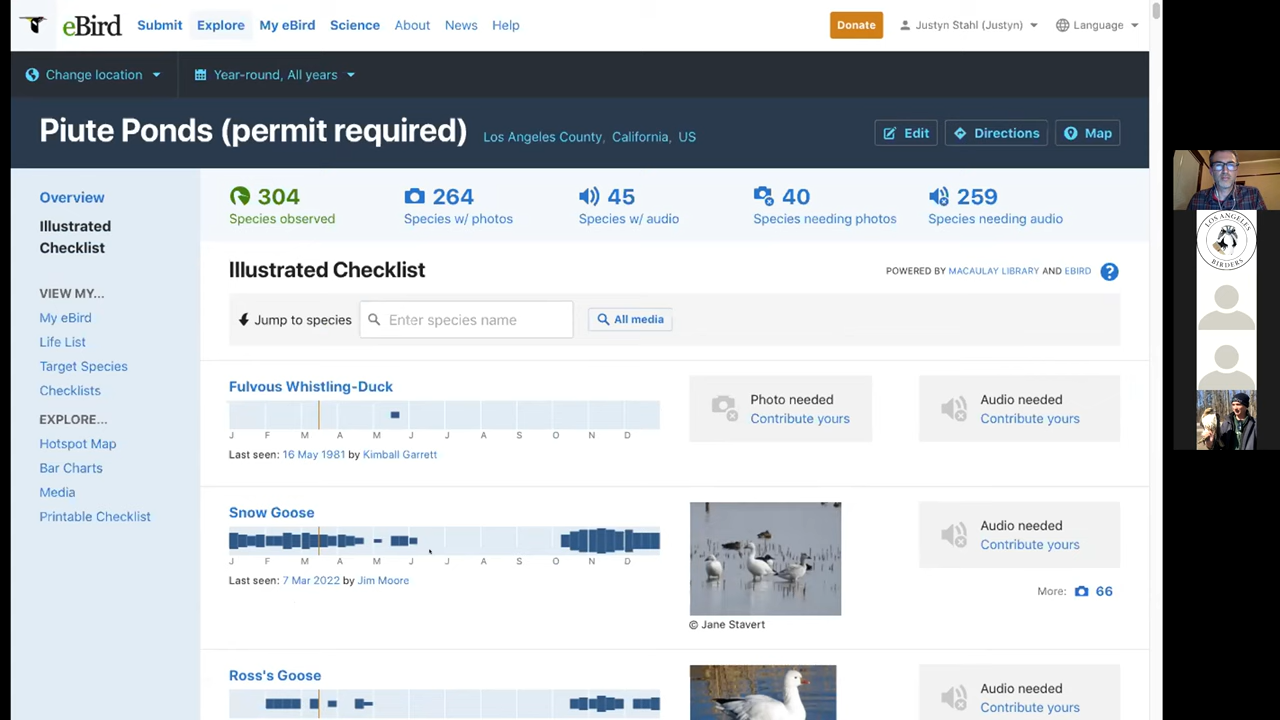 eBird Submit Explore My eBird Science About News Help Donate Justyn Stahl (Justyn) Language
Change location Year-round, All years
Piute Ponds (permit required) Los Angeles County, California, US Edit Directions Map
Overview
Illustrated
Checklist
VIEW MY...
My eBird
Life List
Target Species
Checklists
EXPLORE...
Hotspot Map
Bar Charts
Media
Printable Checklist
304 264 45 40 259
Species observed Species w/ photos Species w/ audio Species needing photos Species needing audio
Illustrated Checklist POWERED BY MACAULAY LIBRARY AND EBIRD ?
Jump to species Enter species name All media
Fulvous Whistling-Duck
J F M A M J J A S O N D
Last seen: 16 May 1981 by Kimball Garrett
Photo needed
Contribute yours
Audio needed
Contribute yours
Snow Goose
J F M A M J J A S O N D
Last seen: 7 Mar 2022 by Jim Moore
© Jane Stavert
Audio needed
Contribute yours
More: 66
Ross's Goose
Audio needed
Contribute yours
LOS ANGELES
BIRDERS